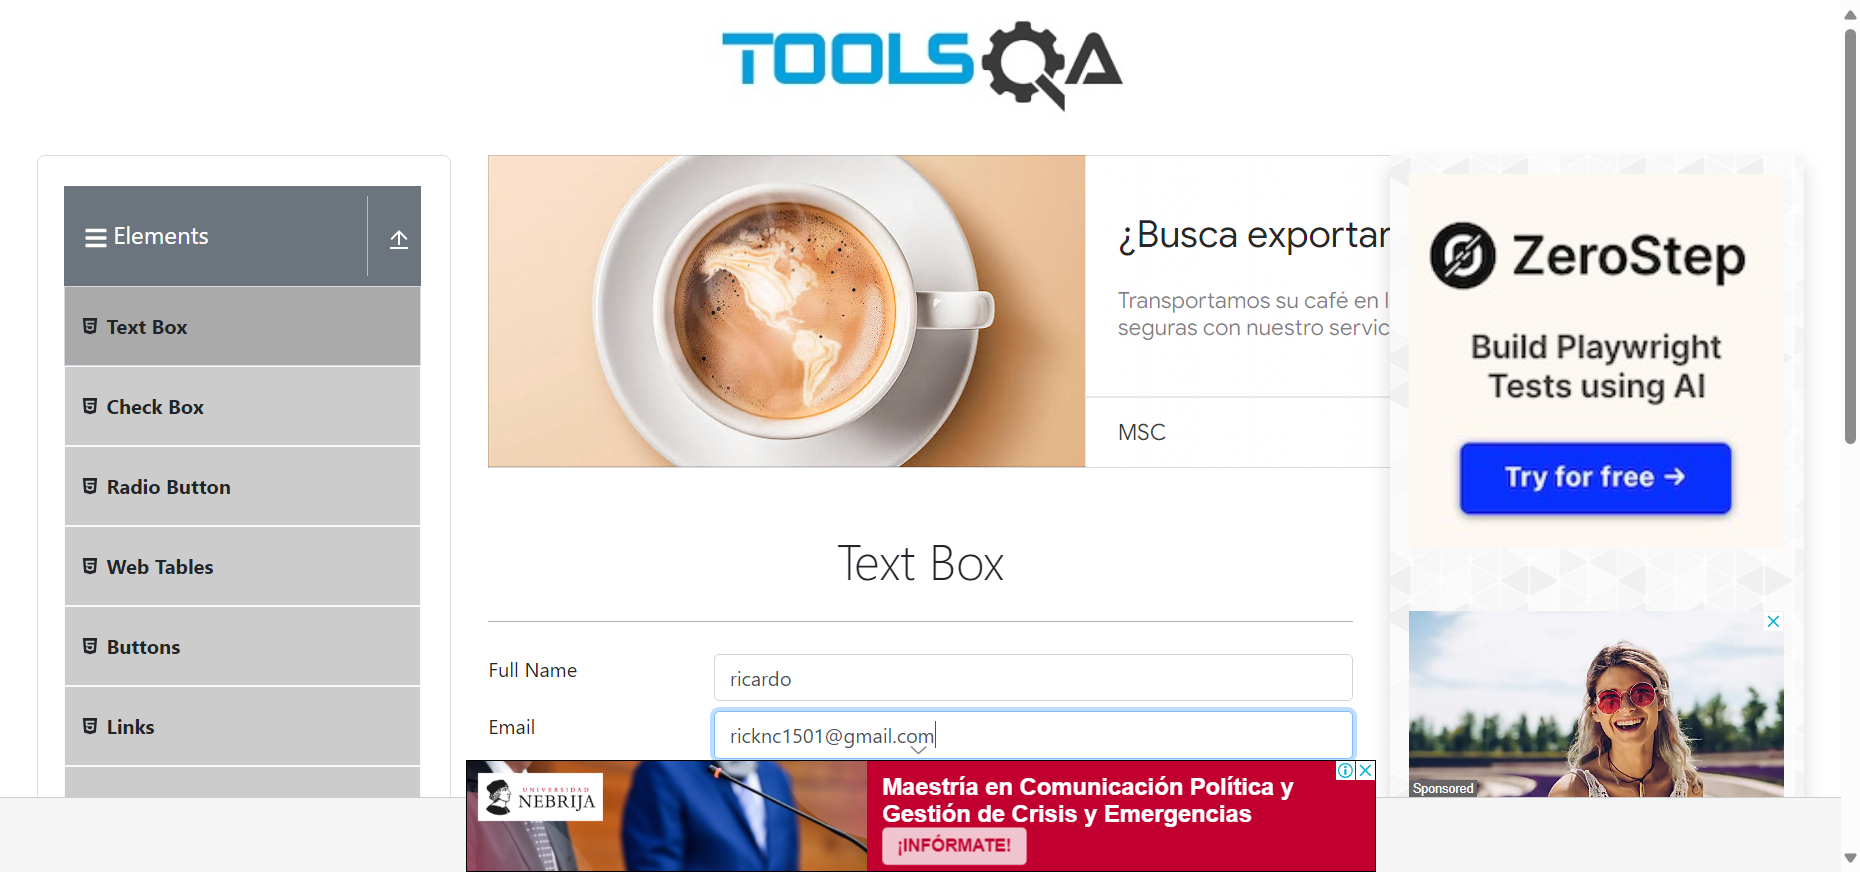 TOOLSQA
Elements
Text Box
Check Box
Radio Button
Web Tables
Buttons
Links
¿Busca exportar
Transportamos su café en l
seguras con nuestro servic
MSC
ZeroStep
Build Playwright
Tests using AI
Try for free →
Text Box
Full Name
ricardo
Email
ricknc1501@gmail.com
Sponsored
UNIVERSIDAD
NEBRIJA
Maestría en Comunicación Política y
Gestión de Crisis y Emergencias
¡INFÓRMATE!